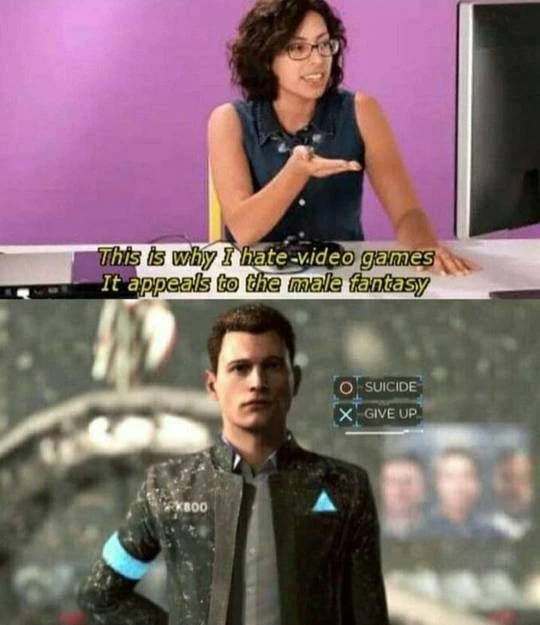 This is why I hate video games
It appeals to the male fantasy
SUICIDE
GIVE UP
RK800